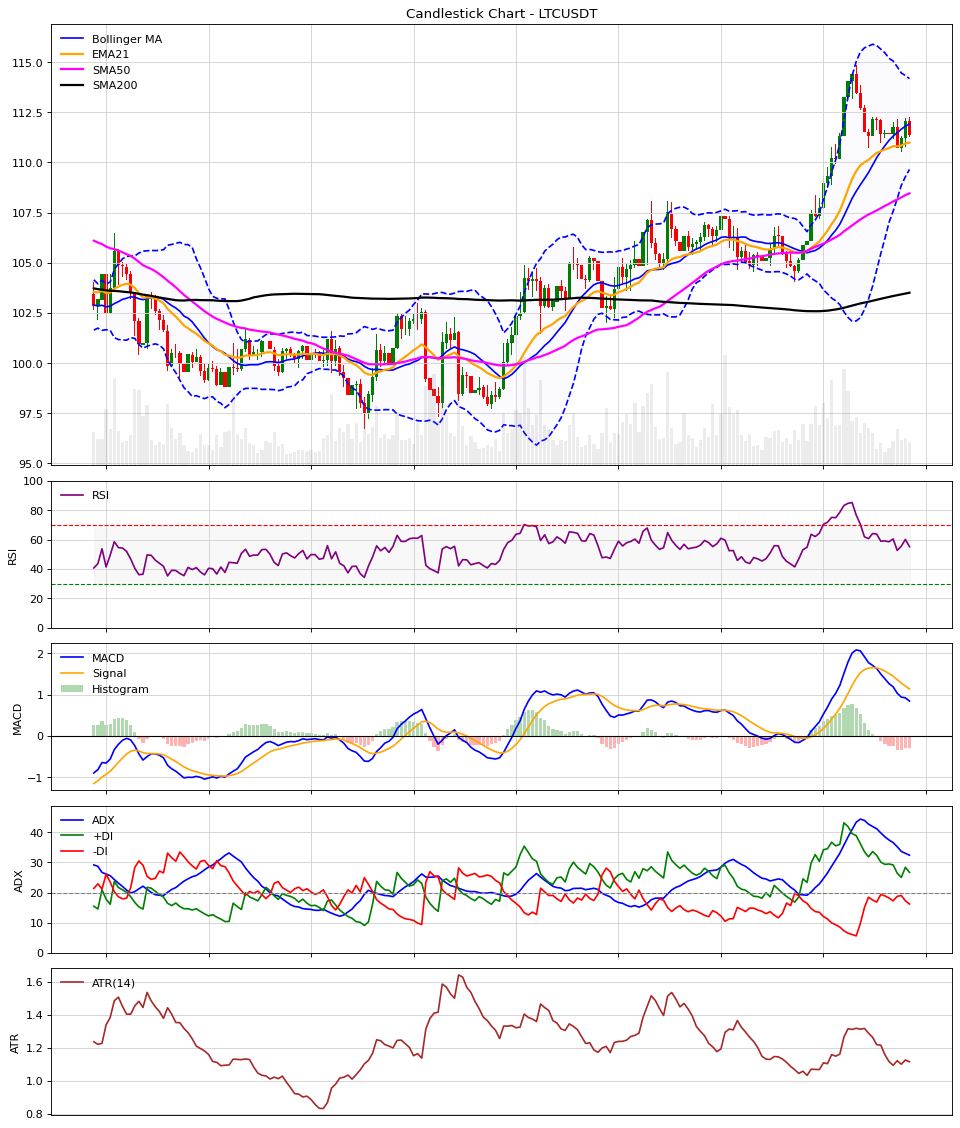 Candlestick Chart - LTCUSDT
Bollinger MA
EMA21
SMA50
SMA200
115.0
112.5
110.0
107.5
105.0
102.5
100.0
97.5
95.0
RSI
RSI
100
80
60
40
20
0
MACD
Signal
Histogram
MACD
2
1
0
−1
ADX
+DI
-DI
ADX
40
30
20
10
0
ATR(14)
ATR
1.6
1.4
1.2
1.0
0.8